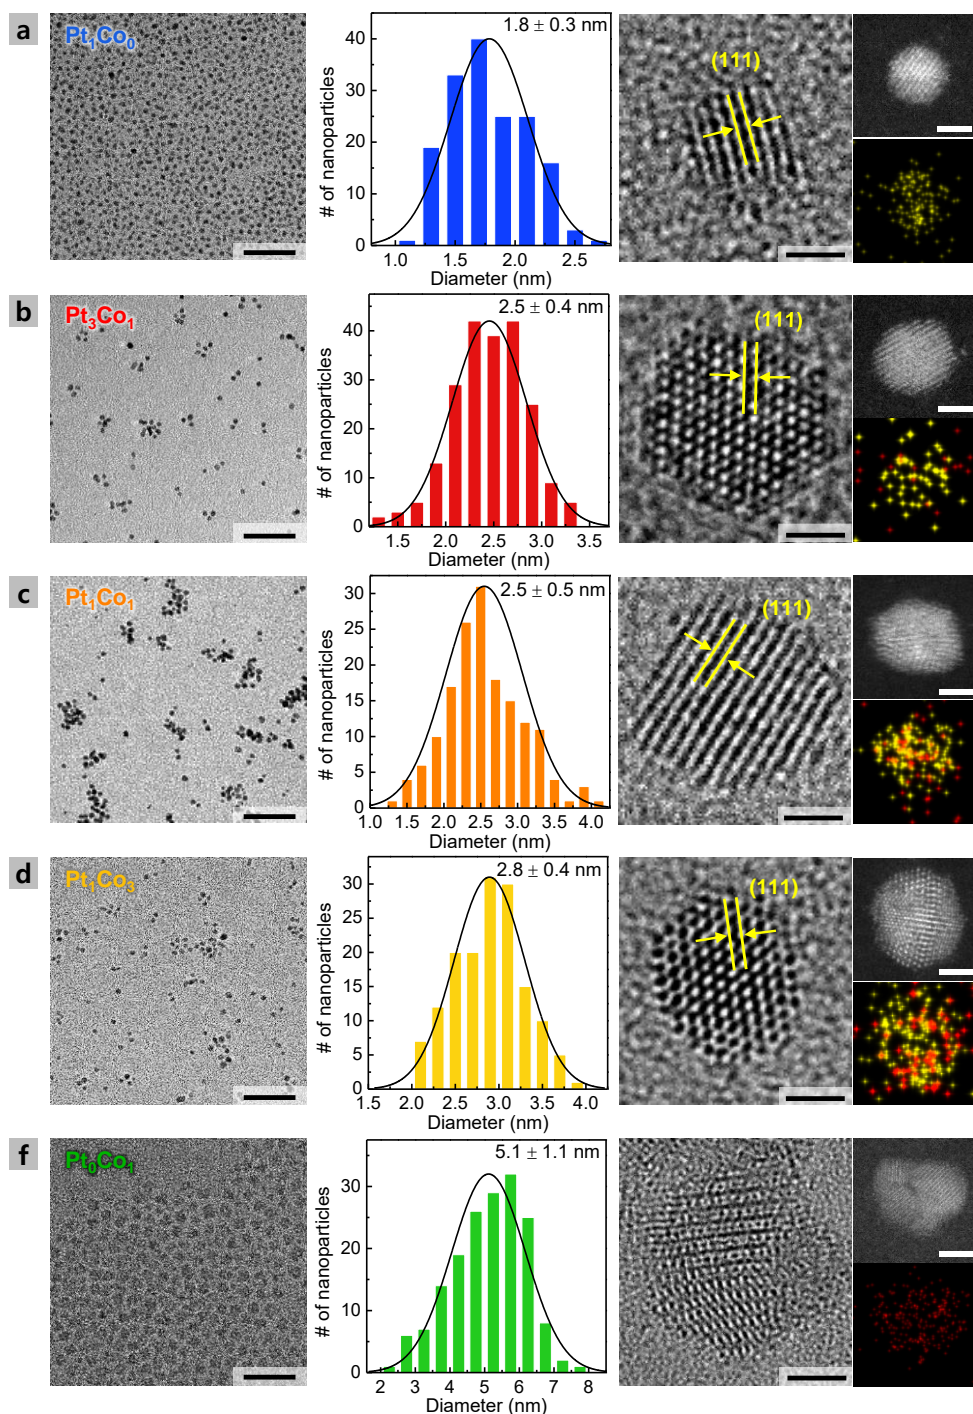 a
Pt₁Co₀
1.8 ± 0.3 nm
# of nanoparticles
40
30
20
10
0
1.0 1.5 2.0 2.5
Diameter (nm)
(111)
b
Pt₃Co₁
2.5 ± 0.4 nm
# of nanoparticles
40
30
20
10
0
1.5 2.0 2.5 3.0 3.5
Diameter (nm)
(111)
c
Pt₁Co₁
2.5 ± 0.5 nm
# of nanoparticles
30
25
20
15
10
5
0
1.0 1.5 2.0 2.5 3.0 3.5 4.0
Diameter (nm)
(111)
d
Pt₁Co₃
2.8 ± 0.4 nm
# of nanoparticles
30
25
20
15
10
5
0
1.5 2.0 2.5 3.0 3.5 4.0
Diameter (nm)
(111)
f
Pt₀Co₁
5.1 ± 1.1 nm
# of nanoparticles
30
20
10
0
2 3 4 5 6 7 8
Diameter (nm)